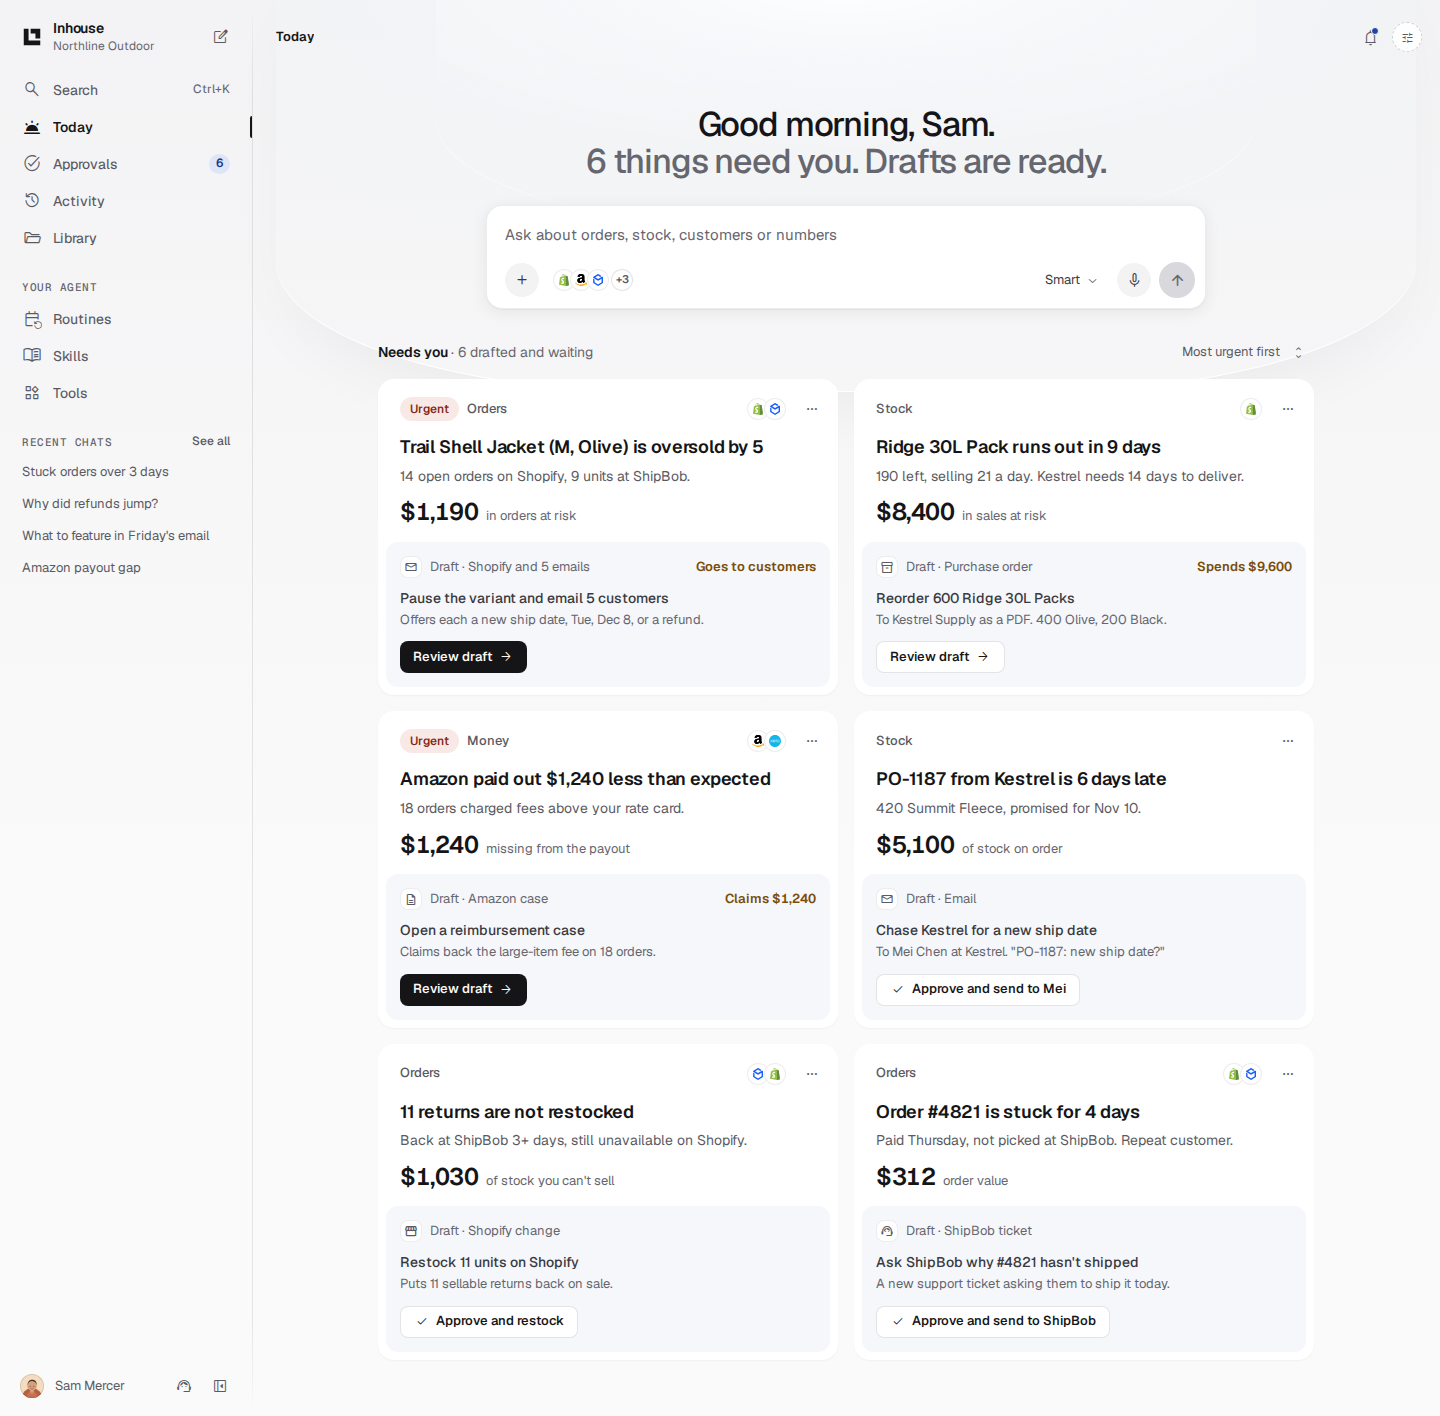 Inhouse
Northline Outdoor
Search Ctrl+K
Today
Approvals 6
Activity
Library
YOUR AGENT
Routines
Skills
Tools
RECENT CHATS See all
Stuck orders over 3 days
Why did refunds jump?
What to feature in Friday's email
Amazon payout gap
Sam Mercer
Today
Good morning, Sam.
6 things need you. Drafts are ready.
Ask about orders, stock, customers or numbers
+3 Smart
Needs you · 6 drafted and waiting
Most urgent first
Urgent Orders
Trail Shell Jacket (M, Olive) is oversold by 5
14 open orders on Shopify, 9 units at ShipBob.
$1,190 in orders at risk
Draft · Shopify and 5 emails Goes to customers
Pause the variant and email 5 customers
Offers each a new ship date, Tue, Dec 8, or a refund.
Review draft
Stock
Ridge 30L Pack runs out in 9 days
190 left, selling 21 a day. Kestrel needs 14 days to deliver.
$8,400 in sales at risk
Draft · Purchase order Spends $9,600
Reorder 600 Ridge 30L Packs
To Kestrel Supply as a PDF. 400 Olive, 200 Black.
Review draft
Urgent Money
Amazon paid out $1,240 less than expected
18 orders charged fees above your rate card.
$1,240 missing from the payout
Draft · Amazon case Claims $1,240
Open a reimbursement case
Claims back the large-item fee on 18 orders.
Review draft
Stock
PO-1187 from Kestrel is 6 days late
420 Summit Fleece, promised for Nov 10.
$5,100 of stock on order
Draft · Email
Chase Kestrel for a new ship date
To Mei Chen at Kestrel. "PO-1187: new ship date?"
Approve and send to Mei
Orders
11 returns are not restocked
Back at ShipBob 3+ days, still unavailable on Shopify.
$1,030 of stock you can't sell
Draft · Shopify change
Restock 11 units on Shopify
Puts 11 sellable returns back on sale.
Approve and restock
Orders
Order #4821 is stuck for 4 days
Paid Thursday, not picked at ShipBob. Repeat customer.
$312 order value
Draft · ShipBob ticket
Ask ShipBob why #4821 hasn't shipped
A new support ticket asking them to ship it today.
Approve and send to ShipBob